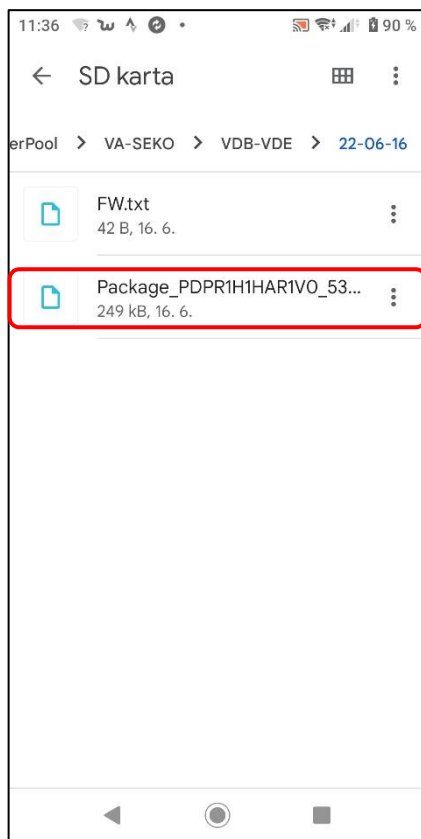 11:36 90 %
SD karta
erPool > VA-SEKO > VDB-VDE > 22-06-16
FW.txt
42 B, 16. 6.
Package_PDPR1H1HAR1VO_53...
249 kB, 16. 6.